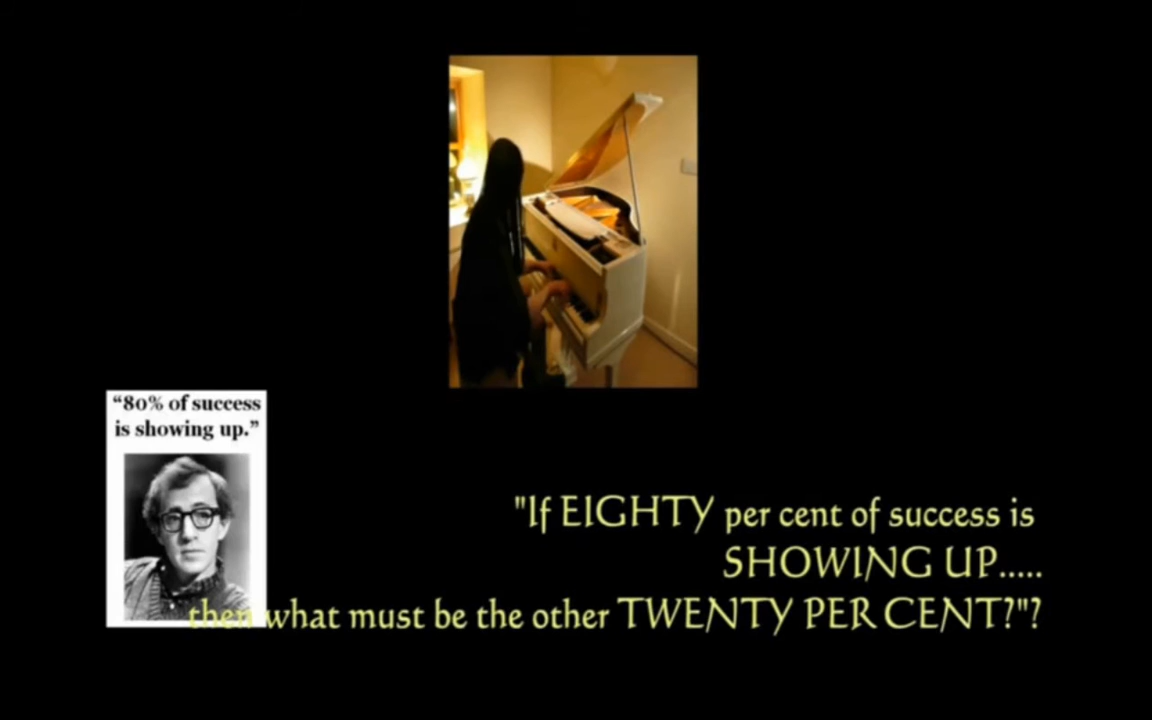 “80% of success
is showing up.”
"If EIGHTY per cent of success is
SHOWING UP.....
then what must be the other TWENTY PER CENT?"?